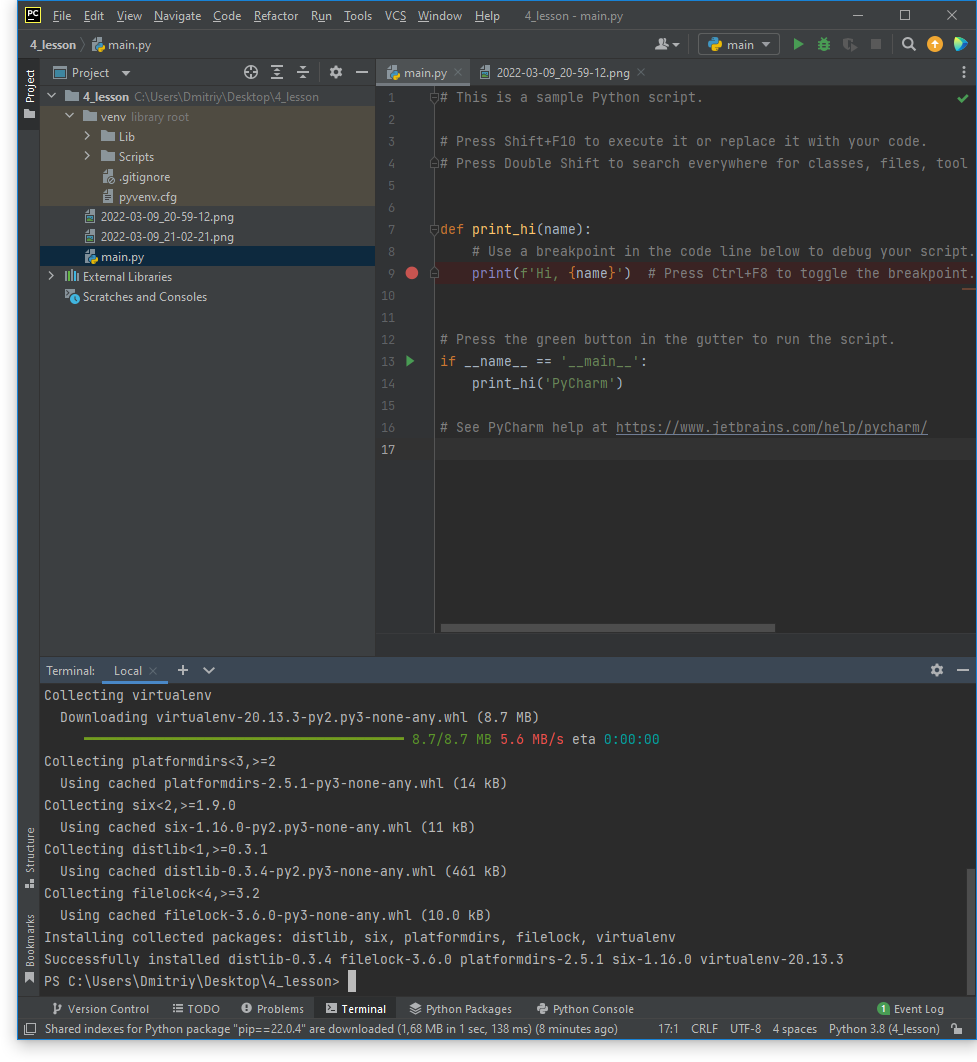 PC File Edit View Navigate Code Refactor Run Tools VCS Window Help 4_lesson - main.py
4_lesson main.py main
Project
Project
main.py 2022-03-09_20-59-12.png
4_lesson C:\Users\Dmitriy\Desktop\4_lesson
venv library root
Lib
Scripts
.gitignore
pyvenv.cfg
2022-03-09_20-59-12.png
2022-03-09_21-02-21.png
main.py
External Libraries
Scratches and Consoles
1 # This is a sample Python script.
2
3 # Press Shift+F10 to execute it or replace it with your code.
4 # Press Double Shift to search everywhere for classes, files, tool
5
6
7 def print_hi(name):
8 # Use a breakpoint in the code line below to debug your script.
9 print(f'Hi, {name}') # Press Ctrl+F8 to toggle the breakpoint.
10
11
12 # Press the green button in the gutter to run the script.
13 if __name__ == '__main__':
14 print_hi('PyCharm')
15
16 # See PyCharm help at https://www.jetbrains.com/help/pycharm/
17
Terminal: Local
Collecting virtualenv
Downloading virtualenv-20.13.3-py2.py3-none-any.whl (8.7 MB)
8.7/8.7 MB 5.6 MB/s eta 0:00:00
Collecting platformdirs<3,>=2
Using cached platformdirs-2.5.1-py3-none-any.whl (14 kB)
Collecting six<2,>=1.9.0
Using cached six-1.16.0-py2.py3-none-any.whl (11 kB)
Collecting distlib<1,>=0.3.1
Using cached distlib-0.3.4-py2.py3-none-any.whl (461 kB)
Collecting filelock<4,>=3.2
Using cached filelock-3.6.0-py3-none-any.whl (10.0 kB)
Installing collected packages: distlib, six, platformdirs, filelock, virtualenv
Successfully installed distlib-0.3.4 filelock-3.6.0 platformdirs-2.5.1 six-1.16.0 virtualenv-20.13.3
PS C:\Users\Dmitriy\Desktop\4_lesson>
Structure
Bookmarks
Version Control TODO Problems Terminal Python Packages Python Console 1 Event Log
Shared indexes for Python package "pip==22.0.4" are downloaded (1,68 MB in 1 sec, 138 ms) (8 minutes ago) 17:1 CRLF UTF-8 4 spaces Python 3.8 (4_lesson)